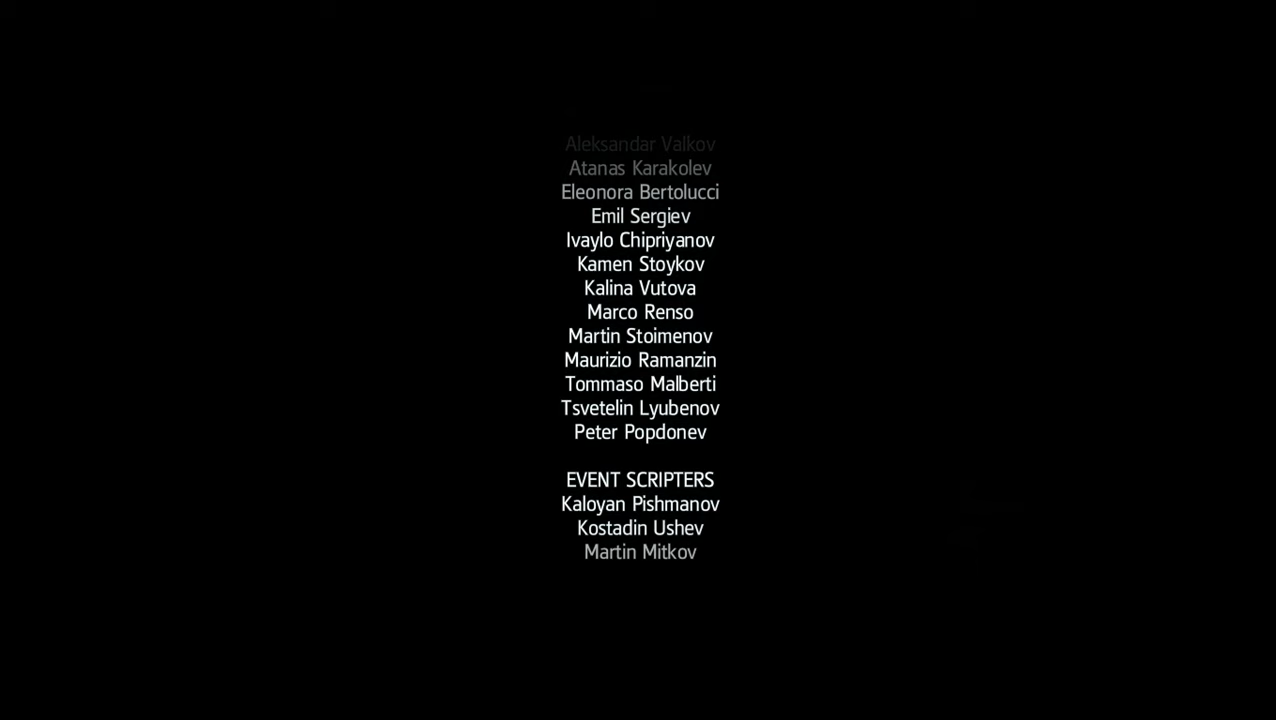 Aleksandar Valkov
Atanas Karakolev
Eleonora Bertolucci
Emil Sergiev
Ivaylo Chipriyanov
Kamen Stoykov
Kalina Vutova
Marco Renso
Martin Stoimenov
Maurizio Ramanzin
Tommaso Malberti
Tsvetelin Lyubenov
Peter Popdonev
EVENT SCRIPTERS
Kaloyan Pishmanov
Kostadin Ushev
Martin Mitkov